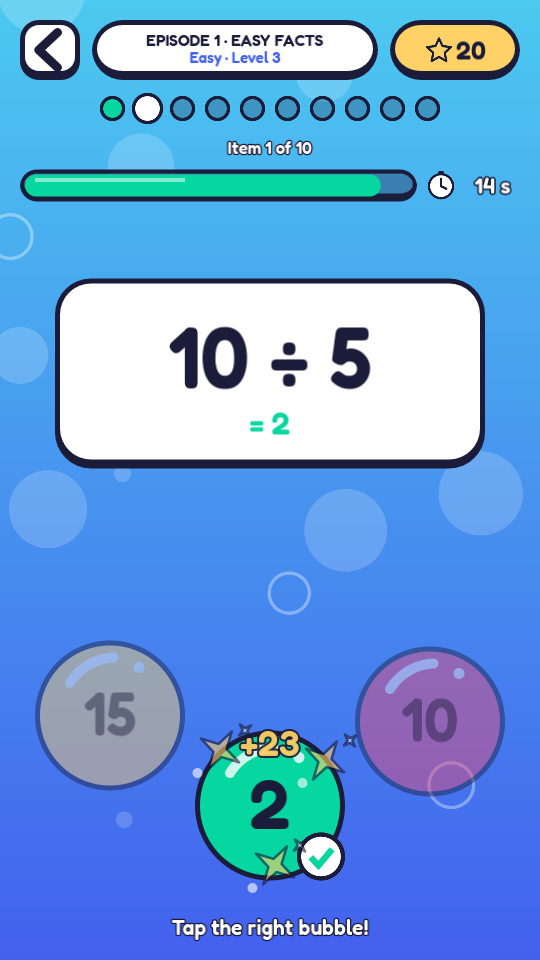 EPISODE 1 · EASY FACTS
Easy · Level 3
20
Item 1 of 10
14 s
10 ÷ 5
= 2
15
10
+23
2
Tap the right bubble!